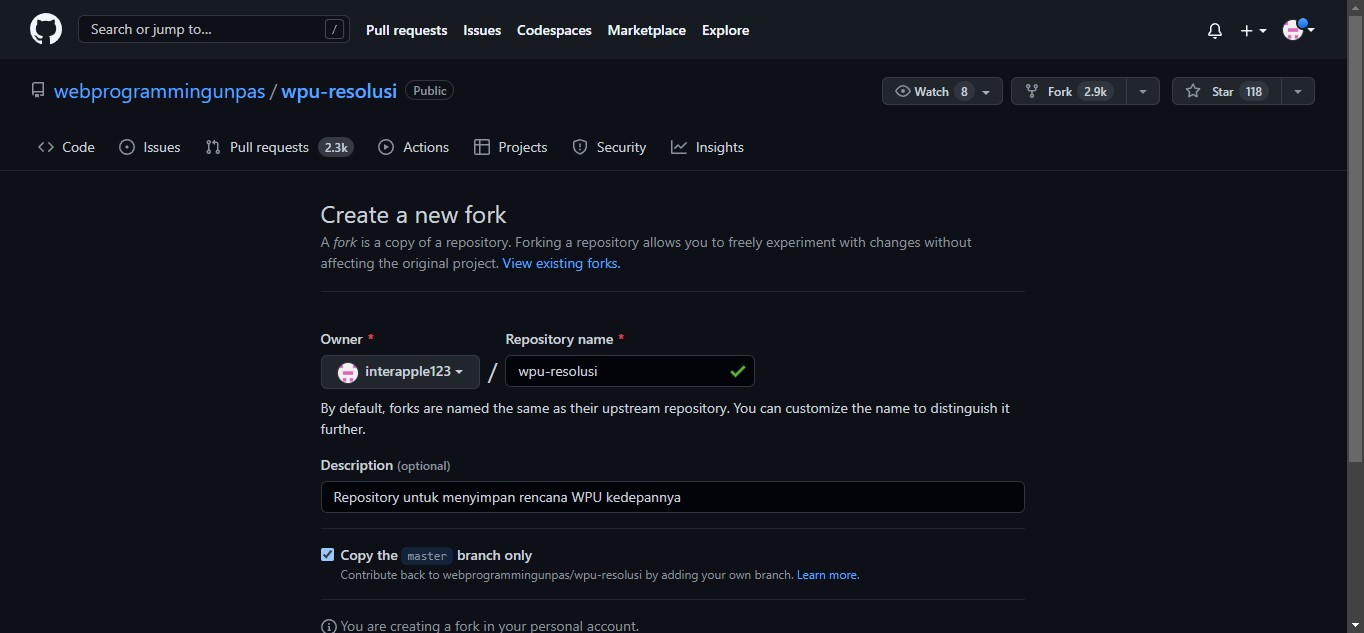 Search or jump to... /
Pull requests Issues Codespaces Marketplace Explore
webprogrammingunpas / wpu-resolusi Public
Watch 8 Fork 2.9k Star 118
Code Issues Pull requests 2.3k Actions Projects Security Insights
Create a new fork
A fork is a copy of a repository. Forking a repository allows you to freely experiment with changes without
affecting the original project. View existing forks.
Owner * Repository name *
interapple123 / wpu-resolusi
By default, forks are named the same as their upstream repository. You can customize the name to distinguish it
further.
Description (optional)
Repository untuk menyimpan rencana WPU kedepannya
Copy the master branch only
Contribute back to webprogrammingunpas/wpu-resolusi by adding your own branch. Learn more.
You are creating a fork in your personal account.